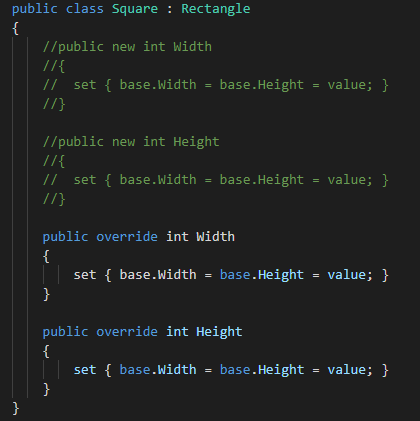 public class Square : Rectangle
{
    //public new int Width
    //{
    //  set { base.Width = base.Height = value; }
    //}

    //public new int Height
    //{
    //  set { base.Width = base.Height = value; }
    //}

    public override int Width
    {
        set { base.Width = base.Height = value; }
    }

    public override int Height
    {
        set { base.Width = base.Height = value; }
    }
}